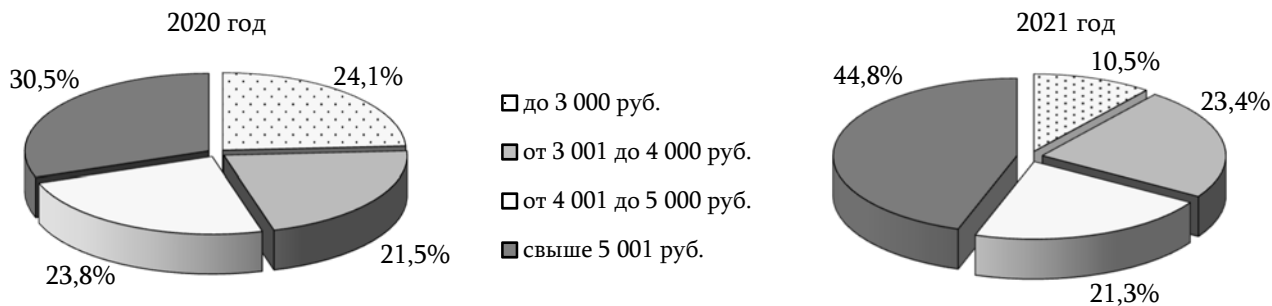 2020 год
30,5%
24,1%
23,8%
21,5%
до 3 000 руб.
от 3 001 до 4 000 руб.
от 4 001 до 5 000 руб.
свыше 5 001 руб.
2021 год
44,8%
10,5%
23,4%
21,3%